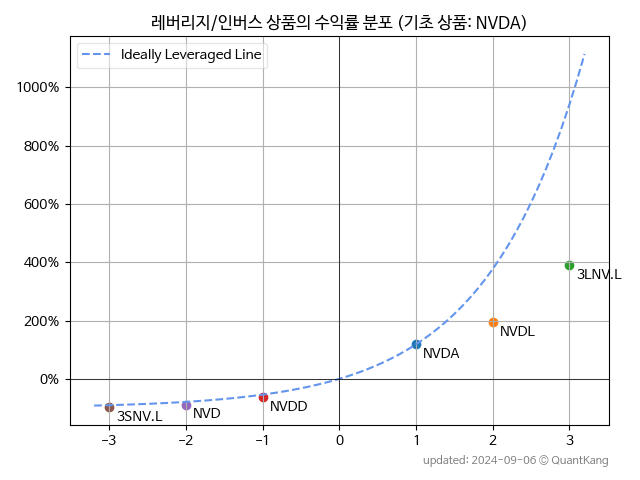 레버리지/인버스 상품의 수익률 분포 (기초 상품: NVDA)
Ideally Leveraged Line
1000%
800%
600%
400%
3LNV.L
200%
NVDL
NVDA
0%
3SNV.L
NVD
NVDD
−3
−2
−1
0
1
2
3
updated: 2024-09-06 © QuantKang